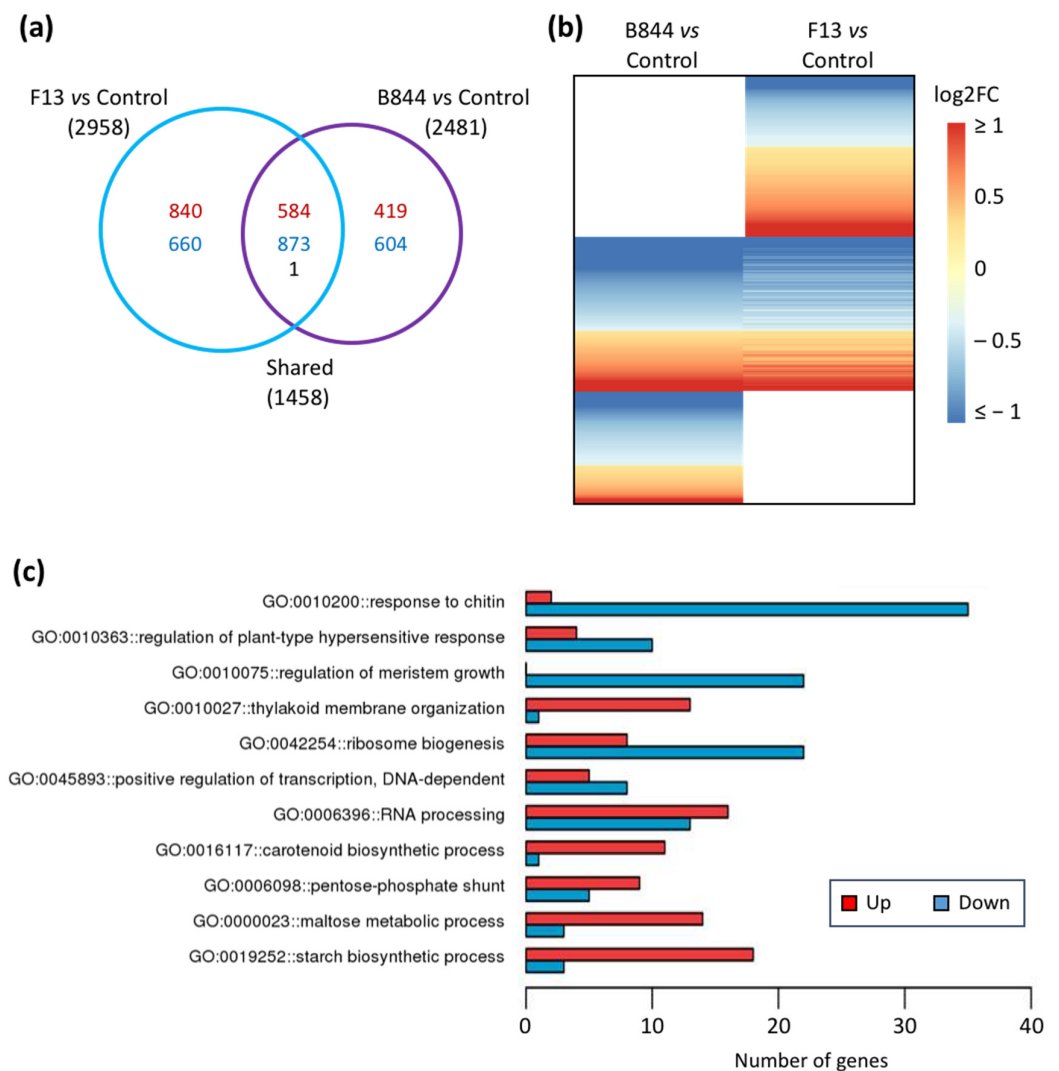 (a)
F13 vs Control
(2958)
B844 vs Control
(2481)
840
660
584
873
1
419
604
Shared
(1458)
(b)
B844 vs
Control
F13 vs
Control
log2FC
≥ 1
0.5
0
− 0.5
≤ − 1
(c)
GO:0010200::response to chitin
GO:0010363::regulation of plant-type hypersensitive response
GO:0010075::regulation of meristem growth
GO:0010027::thylakoid membrane organization
GO:0042254::ribosome biogenesis
GO:0045893::positive regulation of transcription, DNA-dependent
GO:0006396::RNA processing
GO:0016117::carotenoid biosynthetic process
GO:0006098::pentose-phosphate shunt
GO:0000023::maltose metabolic process
GO:0019252::starch biosynthetic process
Up Down
0 10 20 30 40
Number of genes